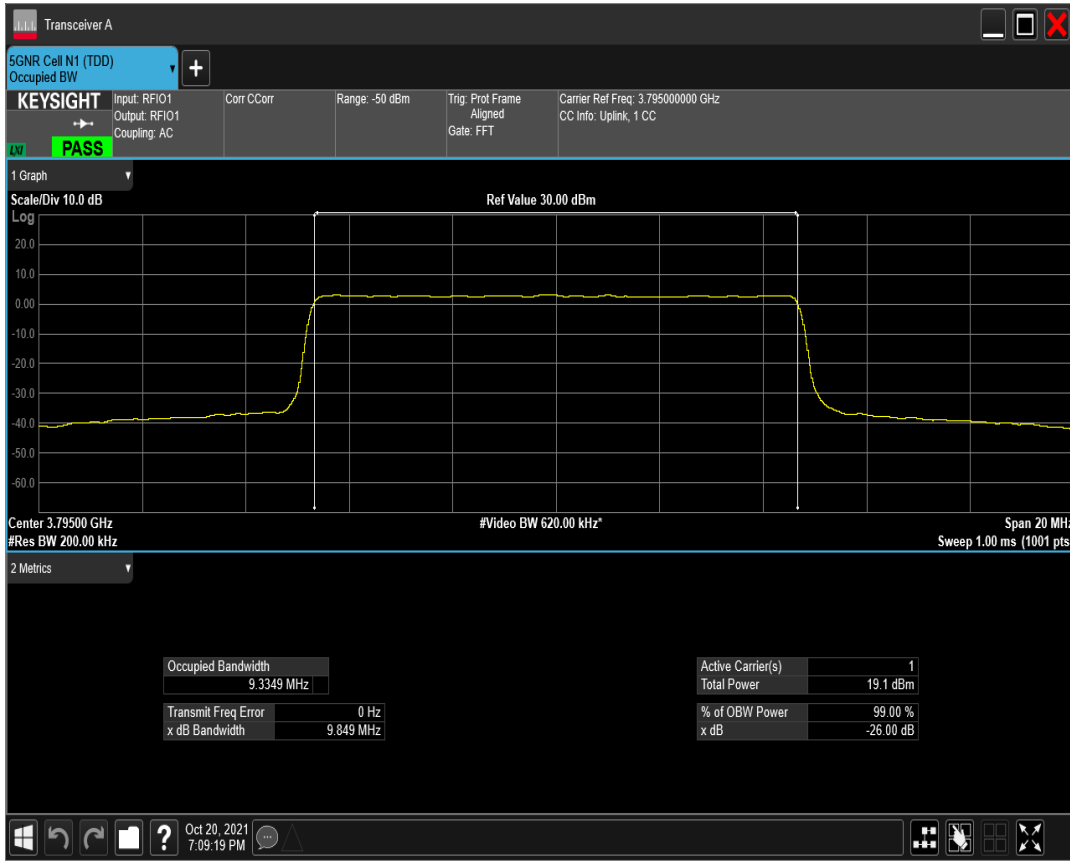 Transceiver A
5GNR Cell N1 (TDD)
Occupied BW
+
KEYSIGHT
LXI
PASS
Input: RFIO1
Output: RFIO1
Coupling: AC
Corr CCorr
Range: -50 dBm
Trig: Prot Frame
Aligned
Gate: FFT
Carrier Ref Freq: 3.795000000 GHz
CC Info: Uplink, 1 CC
1 Graph
Scale/Div 10.0 dB
Ref Value 30.00 dBm
Log
20.0
10.0
0.00
-10.0
-20.0
-30.0
-40.0
-50.0
-60.0
Center 3.79500 GHz
#Video BW 620.00 kHz*
Span 20 MHz
#Res BW 200.00 kHz
Sweep 1.00 ms (1001 pts
2 Metrics
Occupied Bandwidth
9.3349 MHz
Transmit Freq Error 0 Hz
x dB Bandwidth 9.849 MHz
Active Carrier(s) 1
Total Power 19.1 dBm
% of OBW Power 99.00 %
x dB -26.00 dB
?
Oct 20, 2021
7:09:19 PM